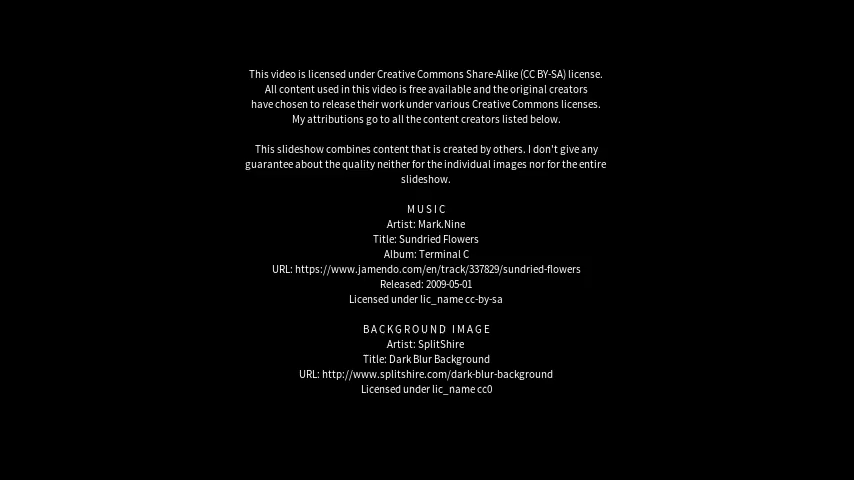 This video is licensed under Creative Commons Share-Alike (CC BY-SA) license.
All content used in this video is free available and the original creators
have chosen to release their work under various Creative Commons licenses.
My attributions go to all the content creators listed below.
This slideshow combines content that is created by others. I don't give any
guarantee about the quality neither for the individual images nor for the entire
slideshow.
MUSIC
Artist: Mark.Nine
Title: Sundried Flowers
Album: Terminal C
URL: https://www.jamendo.com/en/track/337829/sundried-flowers
Released: 2009-05-01
Licensed under lic_name cc-by-sa
BACKGROUND IMAGE
Artist: SplitShire
Title: Dark Blur Background
URL: http://www.splitshire.com/dark-blur-background
Licensed under lic_name cc0